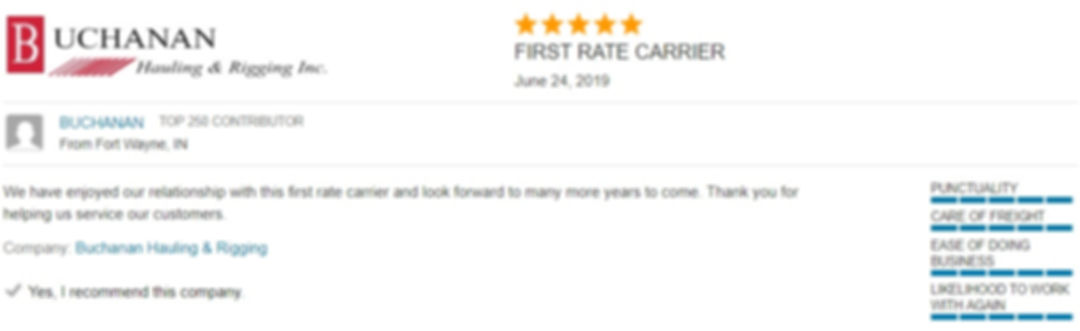 BUCHANAN
Hauling & Rigging Inc.
FIRST RATE CARRIER
June 24, 2019
BUCHANAN TOP 250 CONTRIBUTOR
From Fort Wayne, IN
We have enjoyed our relationship with this first rate carrier and look forward to many more years to come. Thank you for
helping us service our customers.
Company: Buchanan Hauling & Rigging
Yes, I recommend this company.
PUNCTUALITY
CARE OF FREIGHT
EASE OF DOING
BUSINESS
LIKELIHOOD TO WORK
WITH AGAIN